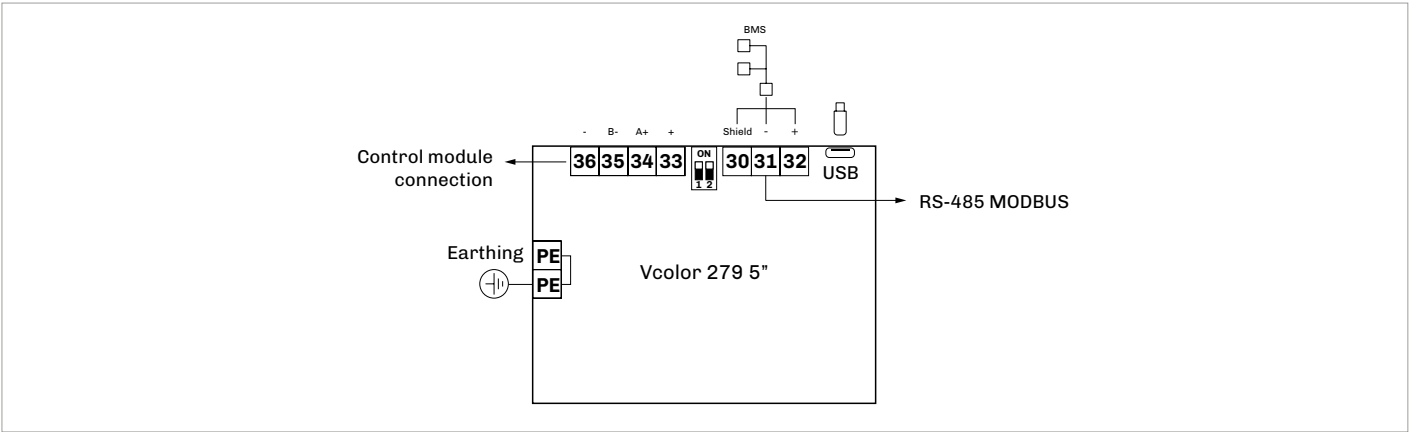 BMS
- B- A+ + Shield - +
36 35 34 33 ON 30 31 32
1 2
USB
Control module
connection
RS-485 MODBUS
Earthing
PE
PE
Vcolor 279 5"